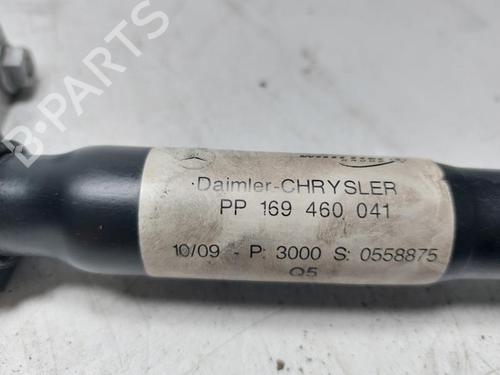 B-PARTS
Daimler-CHRYSLER
PP 169 460 041
10/09 - P: 3000 S: 0558875
Q5